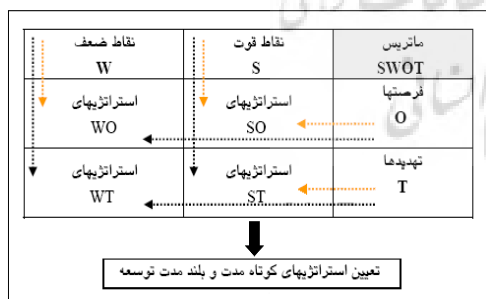 ماتریس
SWOT
نقاط قوت
S
نقاط ضعف
W
فرصتها
O
استراتژیهای
SO
استراتژیهای
WO
تهدیدها
T
استراتژیهای
ST
استراتژیهای
WT
تعیین استراتژیهای کوتاه مدت و بلند مدت توسعه